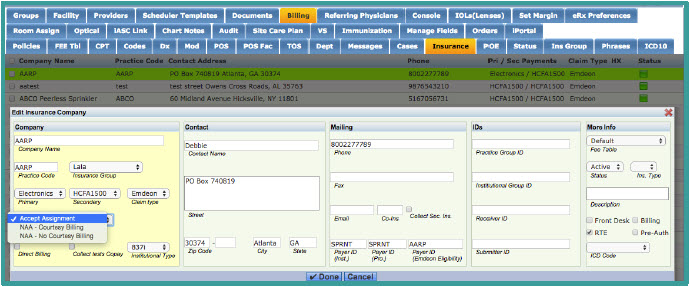 Groups Facility Providers Scheduler Templates Documents Billing Referring Physicians Console IOLs(Lenses) Set Margin eRx Preferences
Room Assign Optical IASC Link Chart Notes Audit Site Care Plan VS Immunization Manage Fields Orders iPortal
Policies FEE Tbl CPT Codes Dx Mod POS POS Fac TOS Dept Messages Cases Insurance POE Status Ins Group Phrases ICD10
Company Name Practice Code Contact Address Phone Pri / Sec Payments Claim Type HX Status
AARP AARP PO Box 740819 Atlanta, GA 30374 8002277789 Electronics / HCFA1500 Emdeon
aatest test test street Owens Cross Roads, AL 35763 9876543210 Electronics / HCFA1500 Emdeon
ABCO Peerless Sprinkler ABCO 60 Midland Avenue Hicksville, NY 11801 5167056731 Electronics / HCFA1500 Emdeon
Edit Insurance Company
Company Contact Mailing IDs More Info
AARP
Company Name
Debbie
Contact Name
8002277789
Phone
Practice Group ID
Default
Fee Table
AARP Lala
Practice Code Insurance Group
PO Box 740819
Street
Fax
Institutional Group ID
Active
Status Ins. Type
Electronics HCFA1500 Emdeon
Primary Secondary Claim type
Email Co-Ins Collect Sec. Ins.
Receiver ID
Description
Accept Assignment
NAA - Courtesy Billing
NAA - No Courtesy Billing
Front Desk Billing
RTE Pre-Auth
837I
Direct Billing Collect tests Copay Institutional Type
30374 - Atlanta GA
Zip Code City State
SPRNT SPRNT AARP
Payer ID (Inst.) Payer ID (Pro.) Payer ID (Emdeon Eligibility)
Submitter ID
ICD Code
Done Cancel